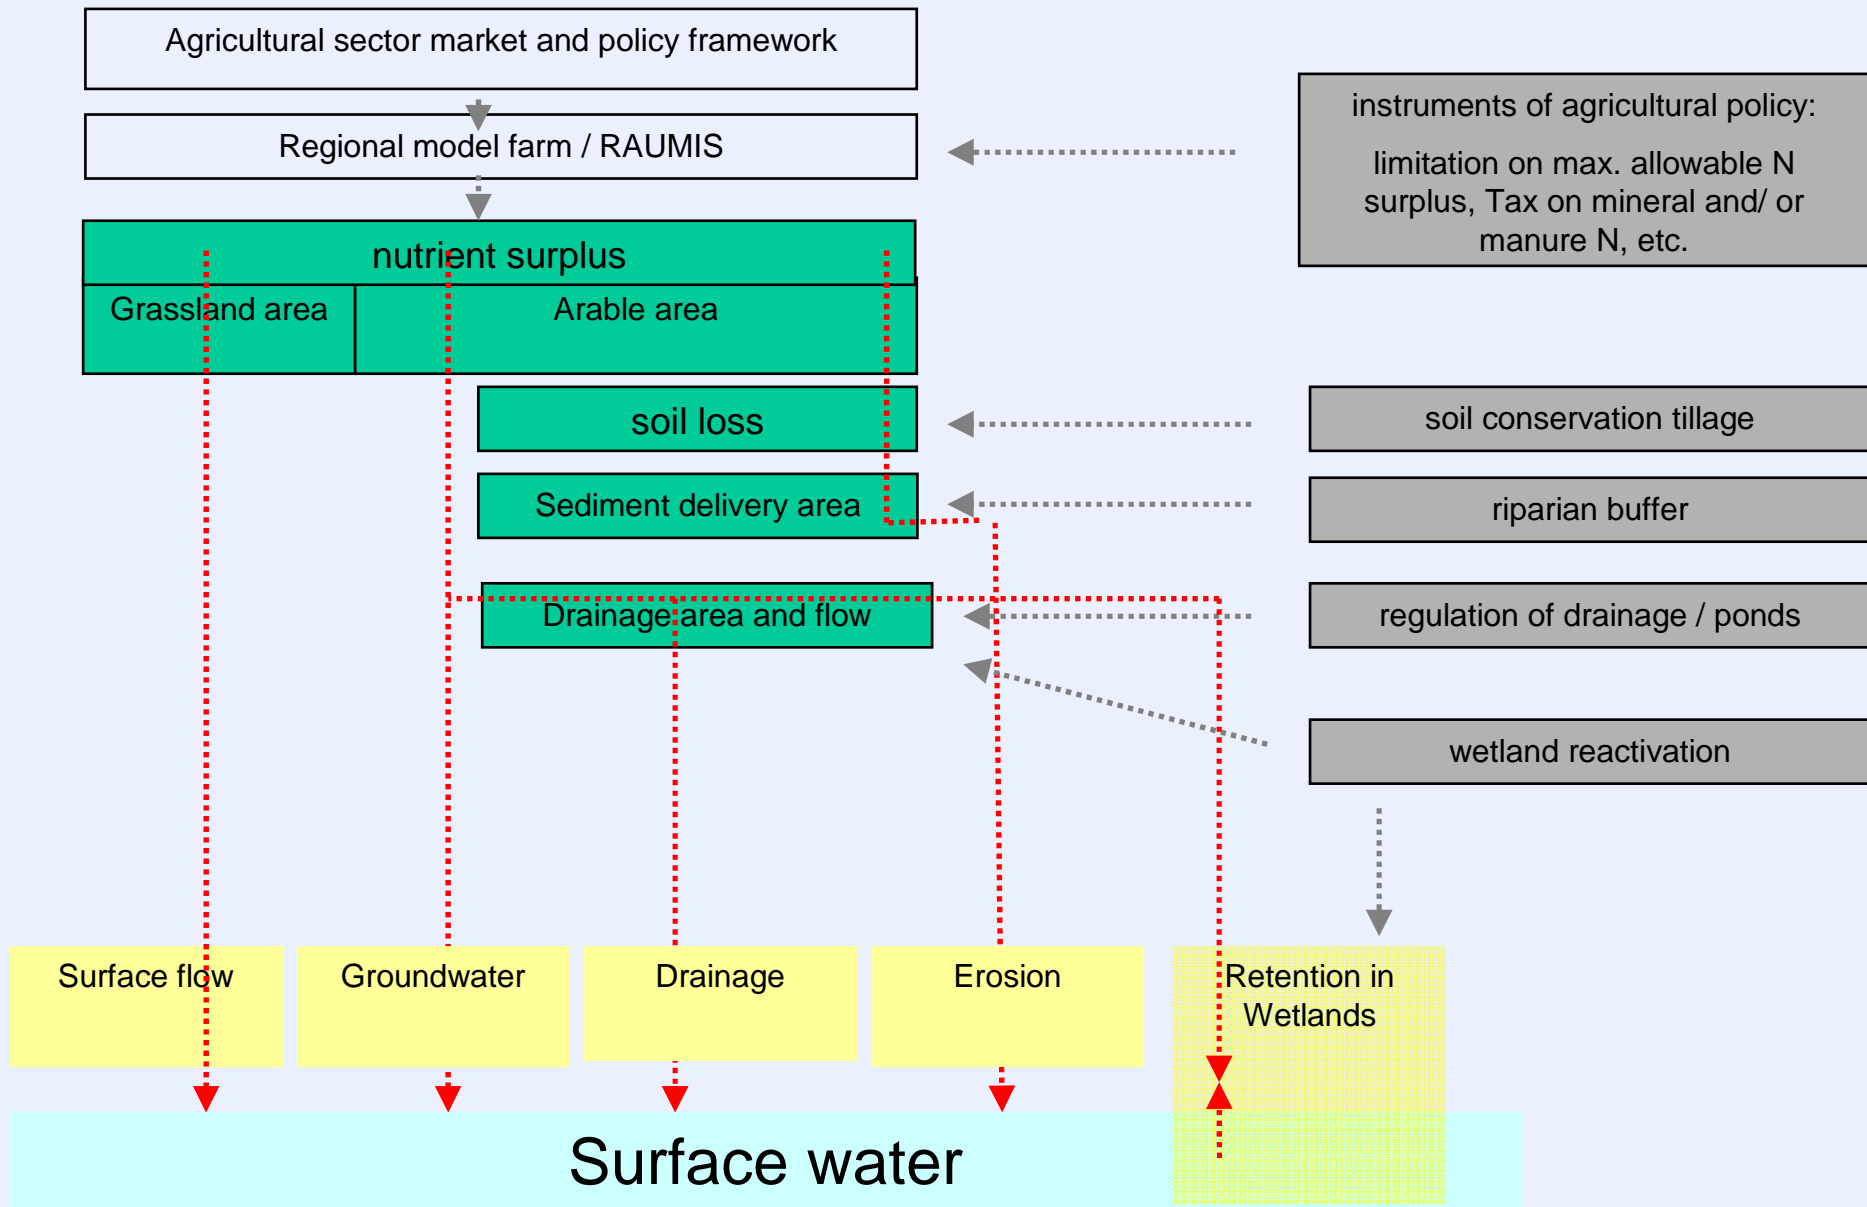 Agricultural sector market and policy framework
Regional model farm / RAUMIS
instruments of agricultural policy:
limitation on max. allowable N
surplus, Tax on mineral and/ or
manure N, etc.
nutrient surplus
Grassland area
Arable area
soil loss
soil conservation tillage
Sediment delivery area
riparian buffer
Drainage area and flow
regulation of drainage / ponds
wetland reactivation
Surface flow
Groundwater
Drainage
Erosion
Retention in
Wetlands
Surface water